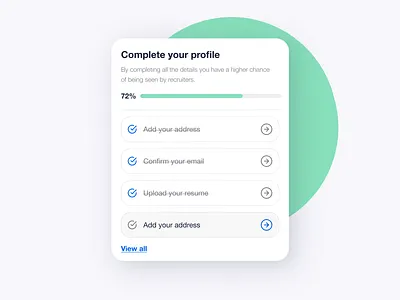 Complete your profile
By completing all the details you have a higher chance
of being seen by recruiters.
72%
Add your address
Confirm your email
Upload your resume
Add your address
View all